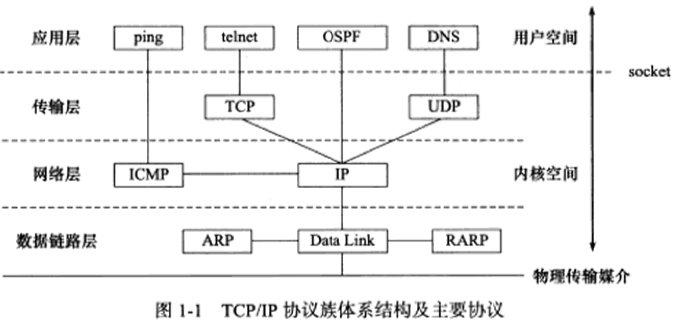 应用层 ping telnet OSPF DNS 用户空间
socket
传输层 TCP UDP
网络层 ICMP IP 内核空间
数据链路层 ARP Data Link RARP
物理传输媒介
图 1-1 TCP/IP 协议族体系结构及主要协议